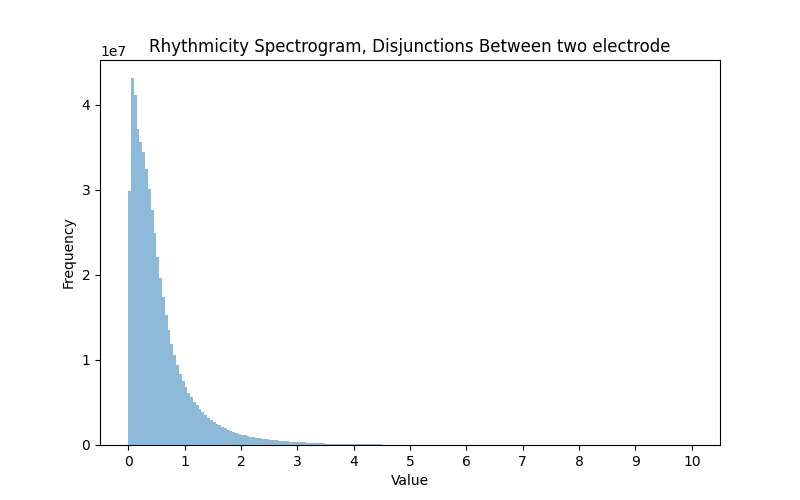 Rhythmicity Spectrogram, Disjunctions Between two electrode
1e7
4
3
2
1
0
Frequency
0 1 2 3 4 5 6 7 8 9 10
Value